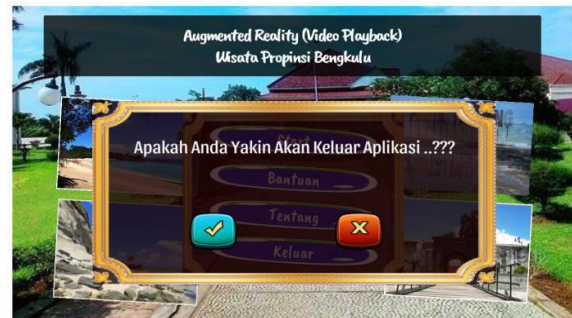 Augmented Reality (Video Playback)
Wisata Propinsi Bengkulu
Apakah Anda Yakin Akan Keluar Aplikasi ..???
Start
Bantuan
Tentang
Keluar